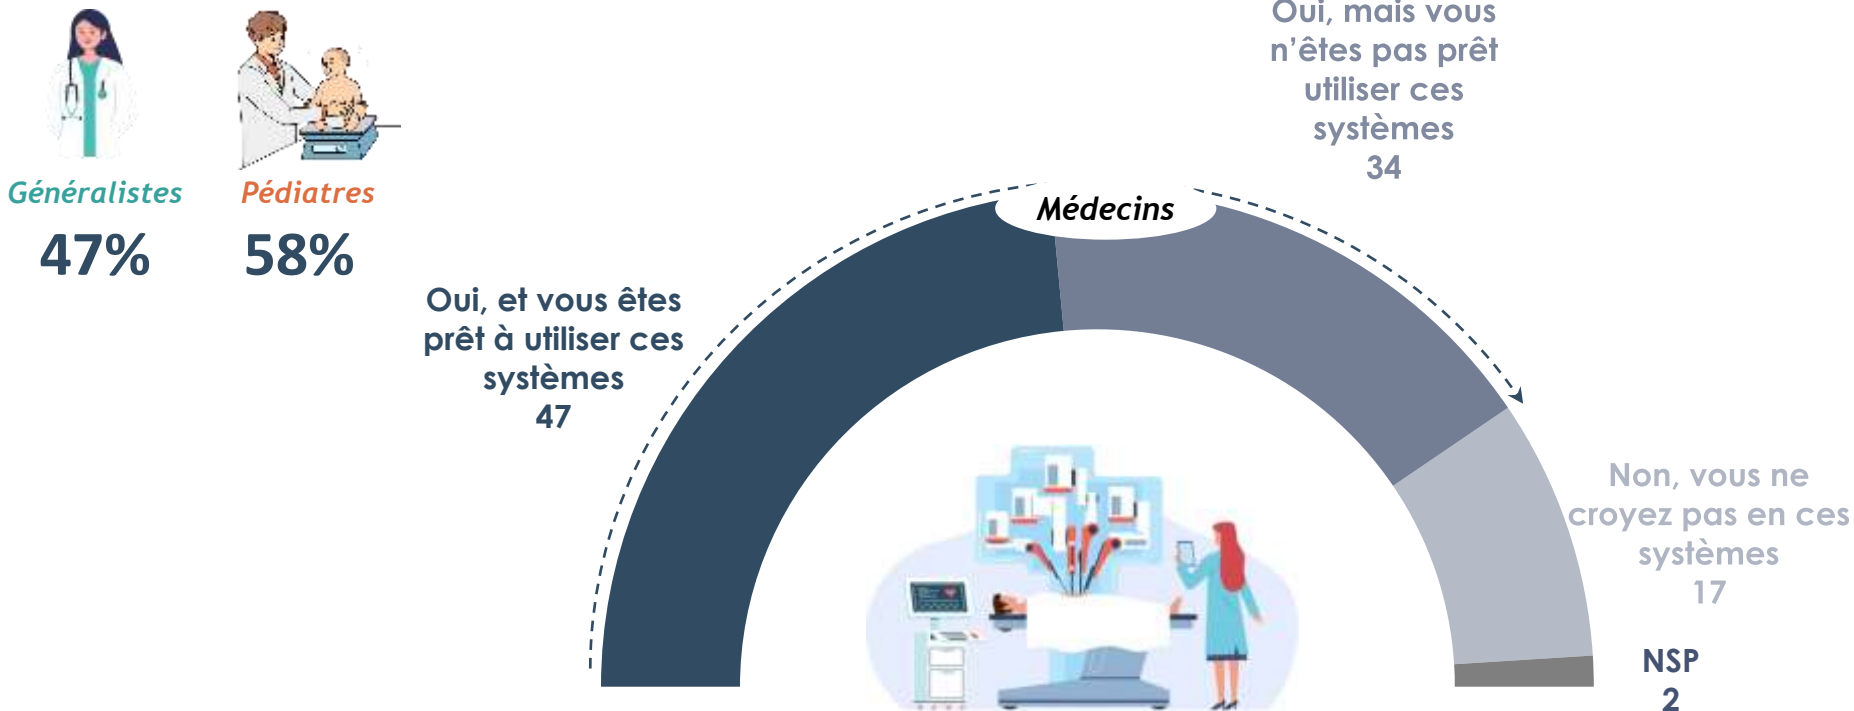 Généralistes
47%
Pédiatres
58%
Oui, et vous êtes
prêt à utiliser ces
systèmes
47
Médecins
Oui, mais vous
n’êtes pas prêt
utiliser ces
systèmes
34
Non, vous ne
croyez pas en ces
systèmes
17
NSP
2